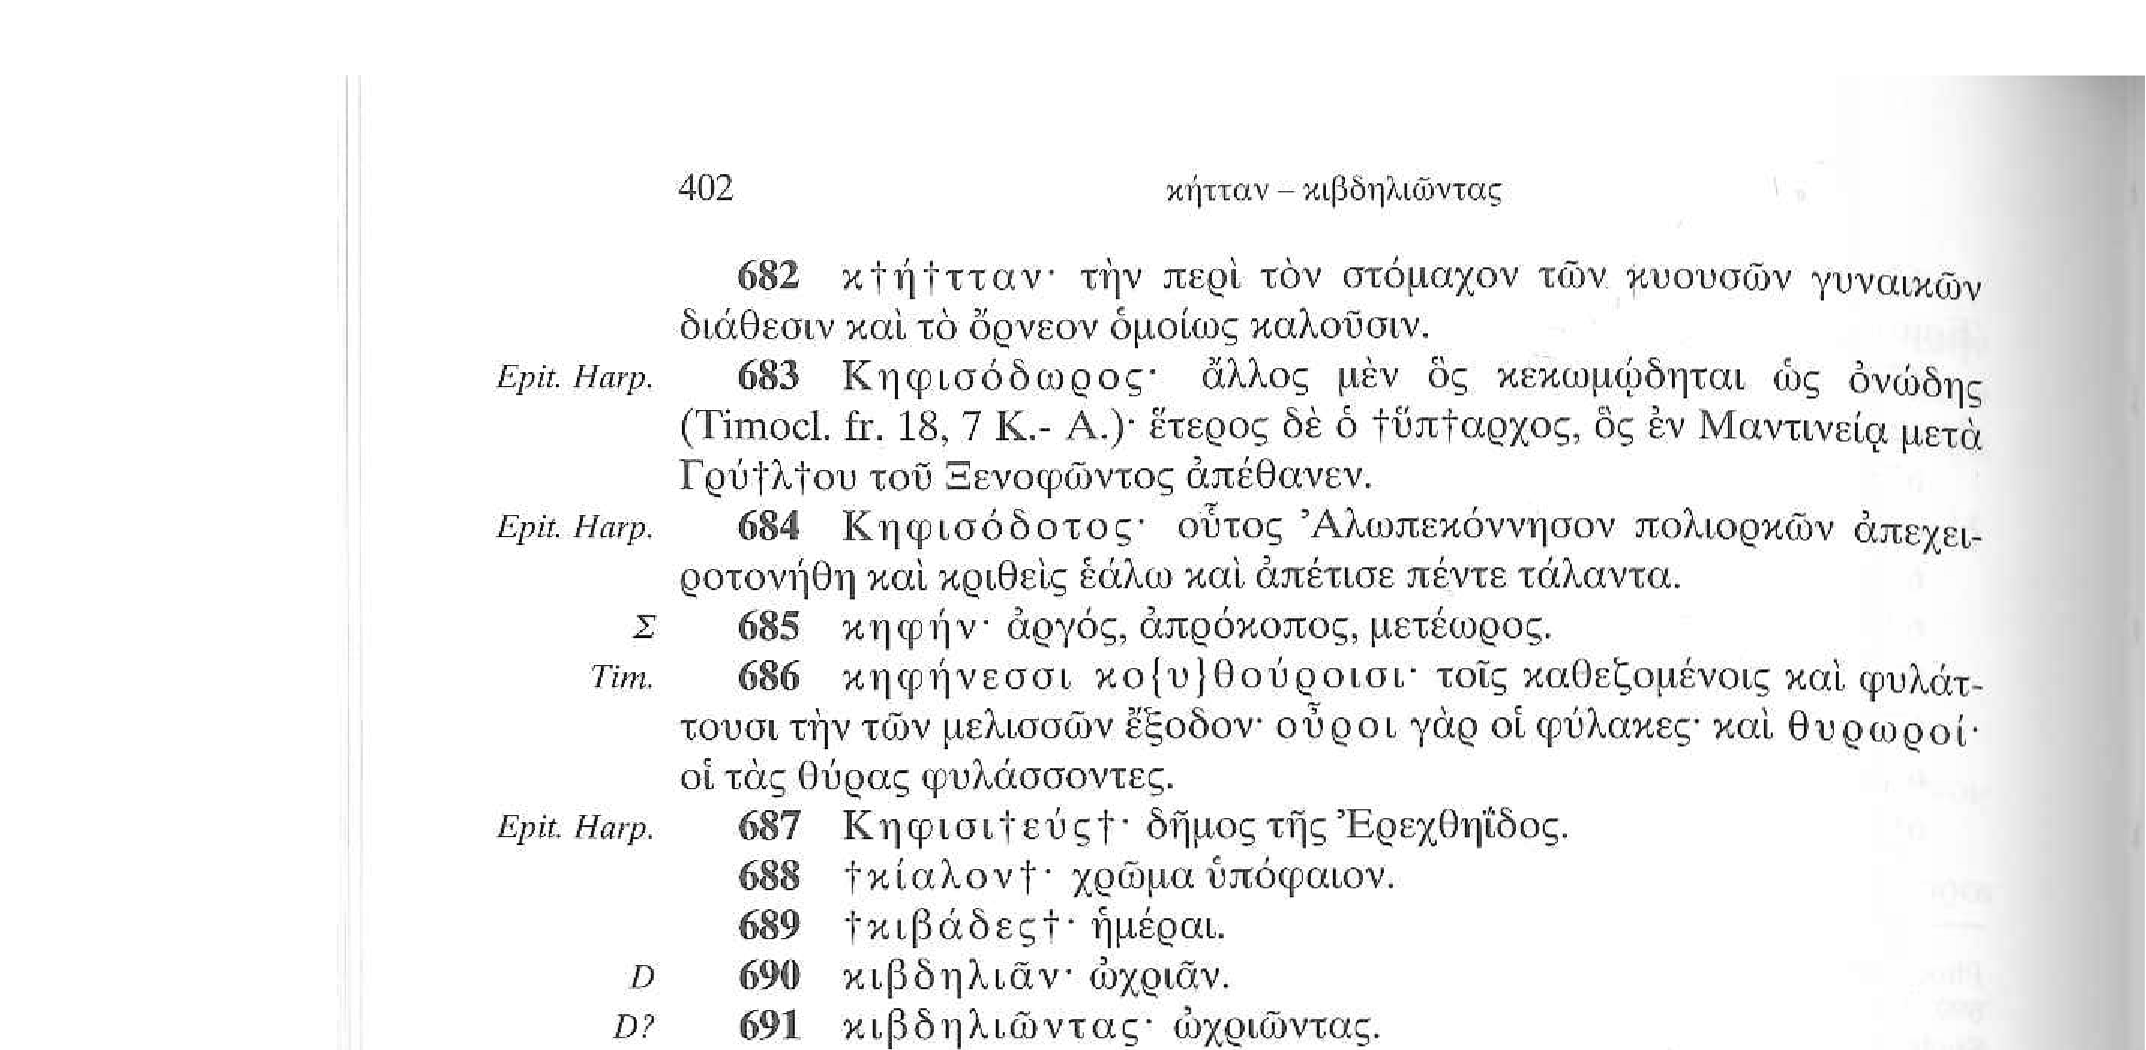 402 κήτταν – κιβδηλιῶντας
682 κ†ή†τταν· τὴν περὶ τὸν στόμαχον τῶν κυουσῶν γυναικῶν
διάθεσιν καὶ τὸ ὄρνεον ὁμοίως καλοῦσιν.
Epit. Harp. 683 Κηφισόδωρος· ἄλλος μὲν ὃς κεκωμῴδηται ὡς ὀνώδης
(Timocl. fr. 18, 7 K.- A.)· ἕτερος δὲ ὁ †ὕπ†αρχος, ὃς ἐν Μαντινείᾳ μετὰ
Γρύ†λ†ου τοῦ Ξενοφῶντος ἀπέθανεν.
Epit. Harp. 684 Κηφισόδοτος· οὗτος Ἀλωπεκόννησον πολιορκῶν ἀπεχει-
ροτονήθη καὶ κριθεὶς ἑάλω καὶ ἀπέτισε πέντε τάλαντα.
Σ 685 κηφήν· ἀργός, ἀπρόκοπος, μετέωρος.
Tim. 686 κηφήνεσσι κο{υ}θούροισι· τοῖς καθεζομένοις καὶ φυλάτ-
τουσι τὴν τῶν μελισσῶν ἔξοδον· οὖροι γὰρ οἱ φύλακες· καὶ θυρωροί·
οἱ τὰς θύρας φυλάσσοντες.
Epit. Harp. 687 Κηφισι†εύς†· δῆμος τῆς Ἐρεχθηΐδος.
688 †κίαλον†· χρῶμα ὑπόφαιον.
689 †κιβάδες†· ἡμέραι.
D 690 κιβδηλιᾶν· ὠχριᾶν.
D? 691 κιβδηλιῶντας· ὠχριῶντας.